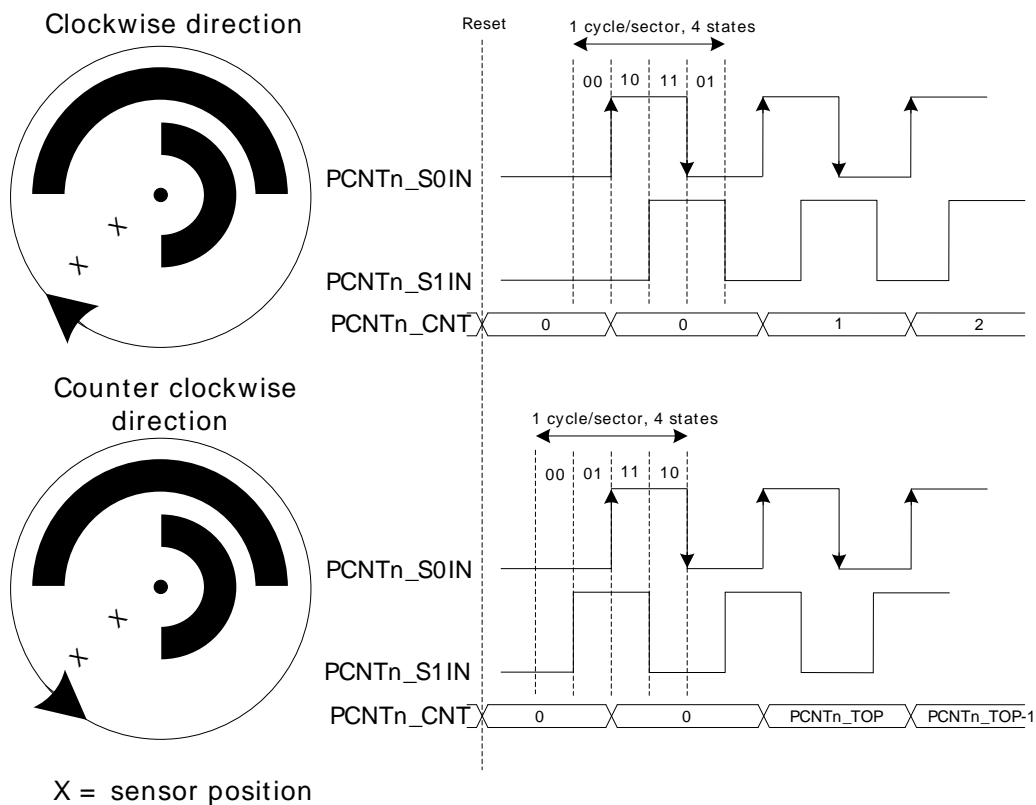 Clockwise direction
Reset
1 cycle/sector, 4 states
00 10 11 01
PCNTn_S0IN
PCNTn_S1IN
PCNTn_CNT 0 0 1 2
X X
Counter clockwise
direction
1 cycle/sector, 4 states
00 01 11 10
PCNTn_S0IN
PCNTn_S1IN
PCNTn_CNT 0 0 PCNTn_TOP PCNTn_TOP-1
X X
X = sensor position